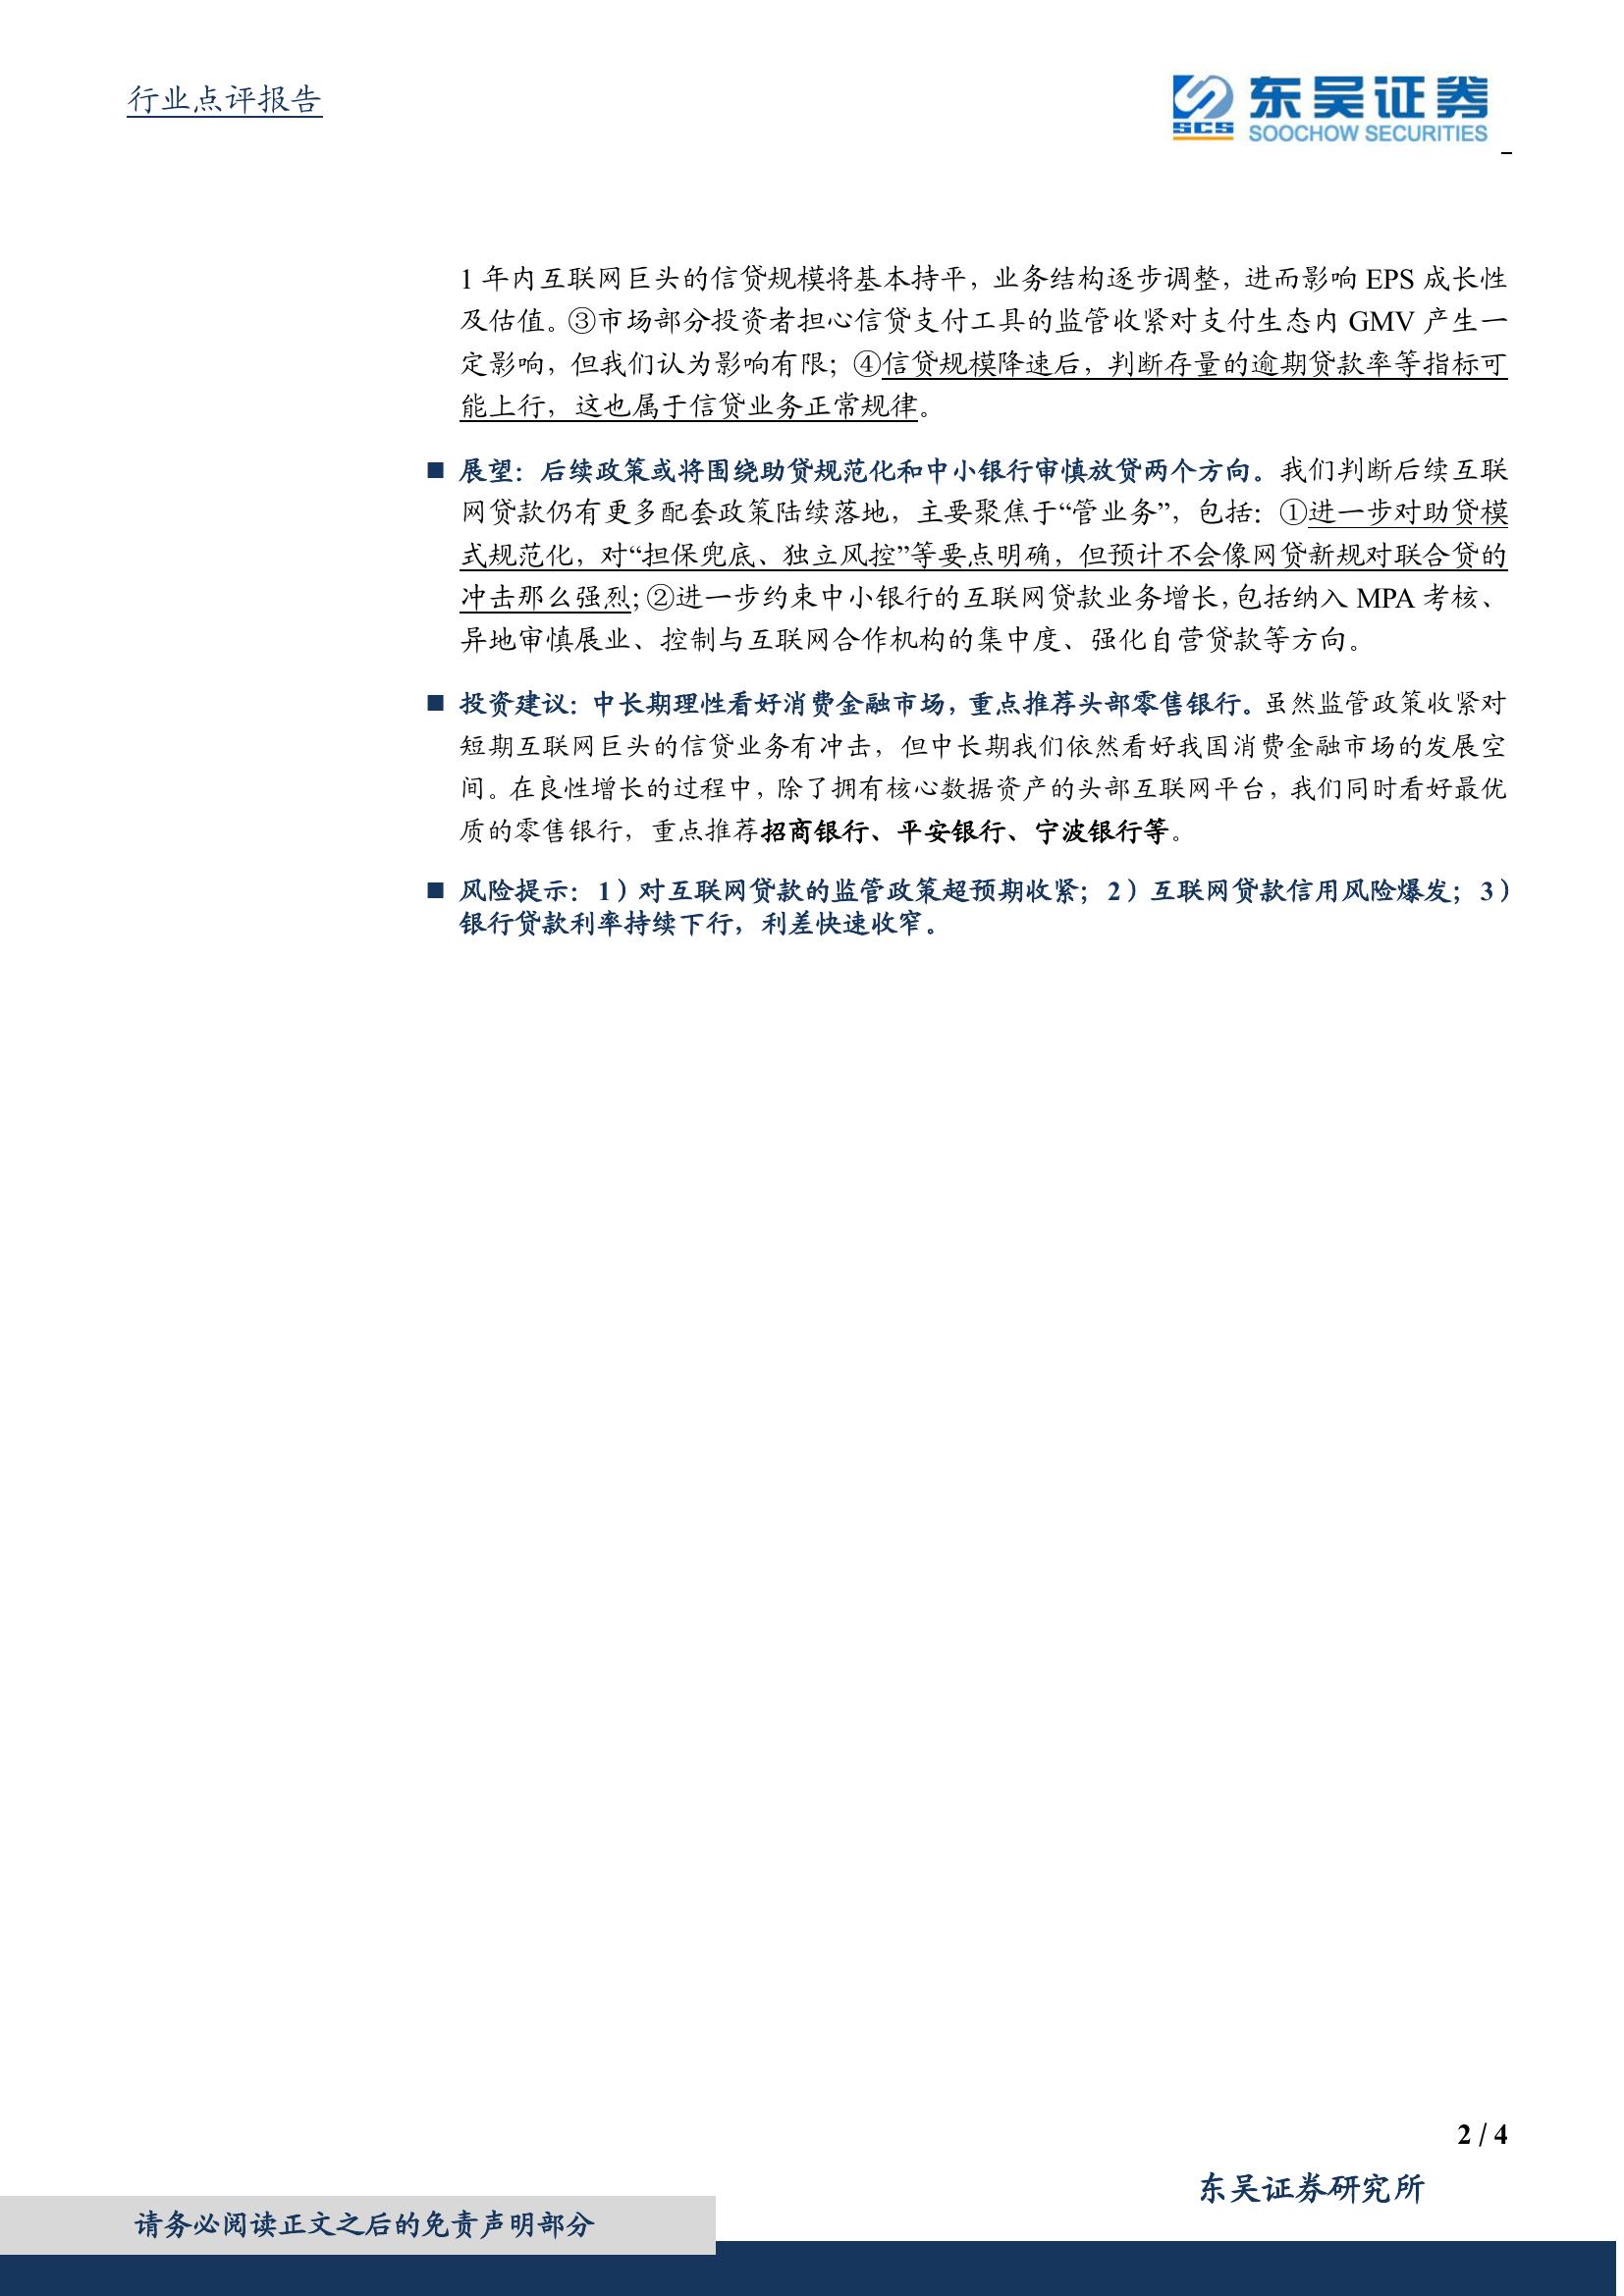 行业点评报告
东吴证券
SCS
SOOCHOW SECURITIES
1 年内互联网巨头的信贷规模将基本持平，业务结构逐步调整，进而影响 EPS 成长性
及估值。③市场部分投资者担心信贷支付工具的监管收紧对支付生态内 GMV 产生一
定影响，但我们认为影响有限；④信贷规模降速后，判断存量的逾期贷款率等指标可
能上行，这也属于信贷业务正常规律。
■ 展望：后续政策或将围绕助贷规范化和中小银行审慎放贷两个方向。我们判断后续互联
网贷款仍有更多配套政策陆续落地，主要聚焦于“管业务”，包括：①进一步对助贷模
式规范化，对“担保兜底、独立风控”等要点明确，但预计不会像网贷新规对联合贷的
冲击那么强烈；②进一步约束中小银行的互联网贷款业务增长，包括纳入 MPA 考核、
异地审慎展业、控制与互联网合作机构的集中度、强化自营贷款等方向。
■ 投资建议：中长期理性看好消费金融市场，重点推荐头部零售银行。虽然监管政策收紧对
短期互联网巨头的信贷业务有冲击，但中长期我们依然看好我国消费金融市场的发展空
间。在良性增长的过程中，除了拥有核心数据资产的头部互联网平台，我们同时看好最优
质的零售银行，重点推荐招商银行、平安银行、宁波银行等。
■ 风险提示：1）对互联网贷款的监管政策超预期收紧；2）互联网贷款信用风险爆发；3）
银行贷款利率持续下行，利差快速收窄。
2 / 4
东吴证券研究所
请务必阅读正文之后的免责声明部分